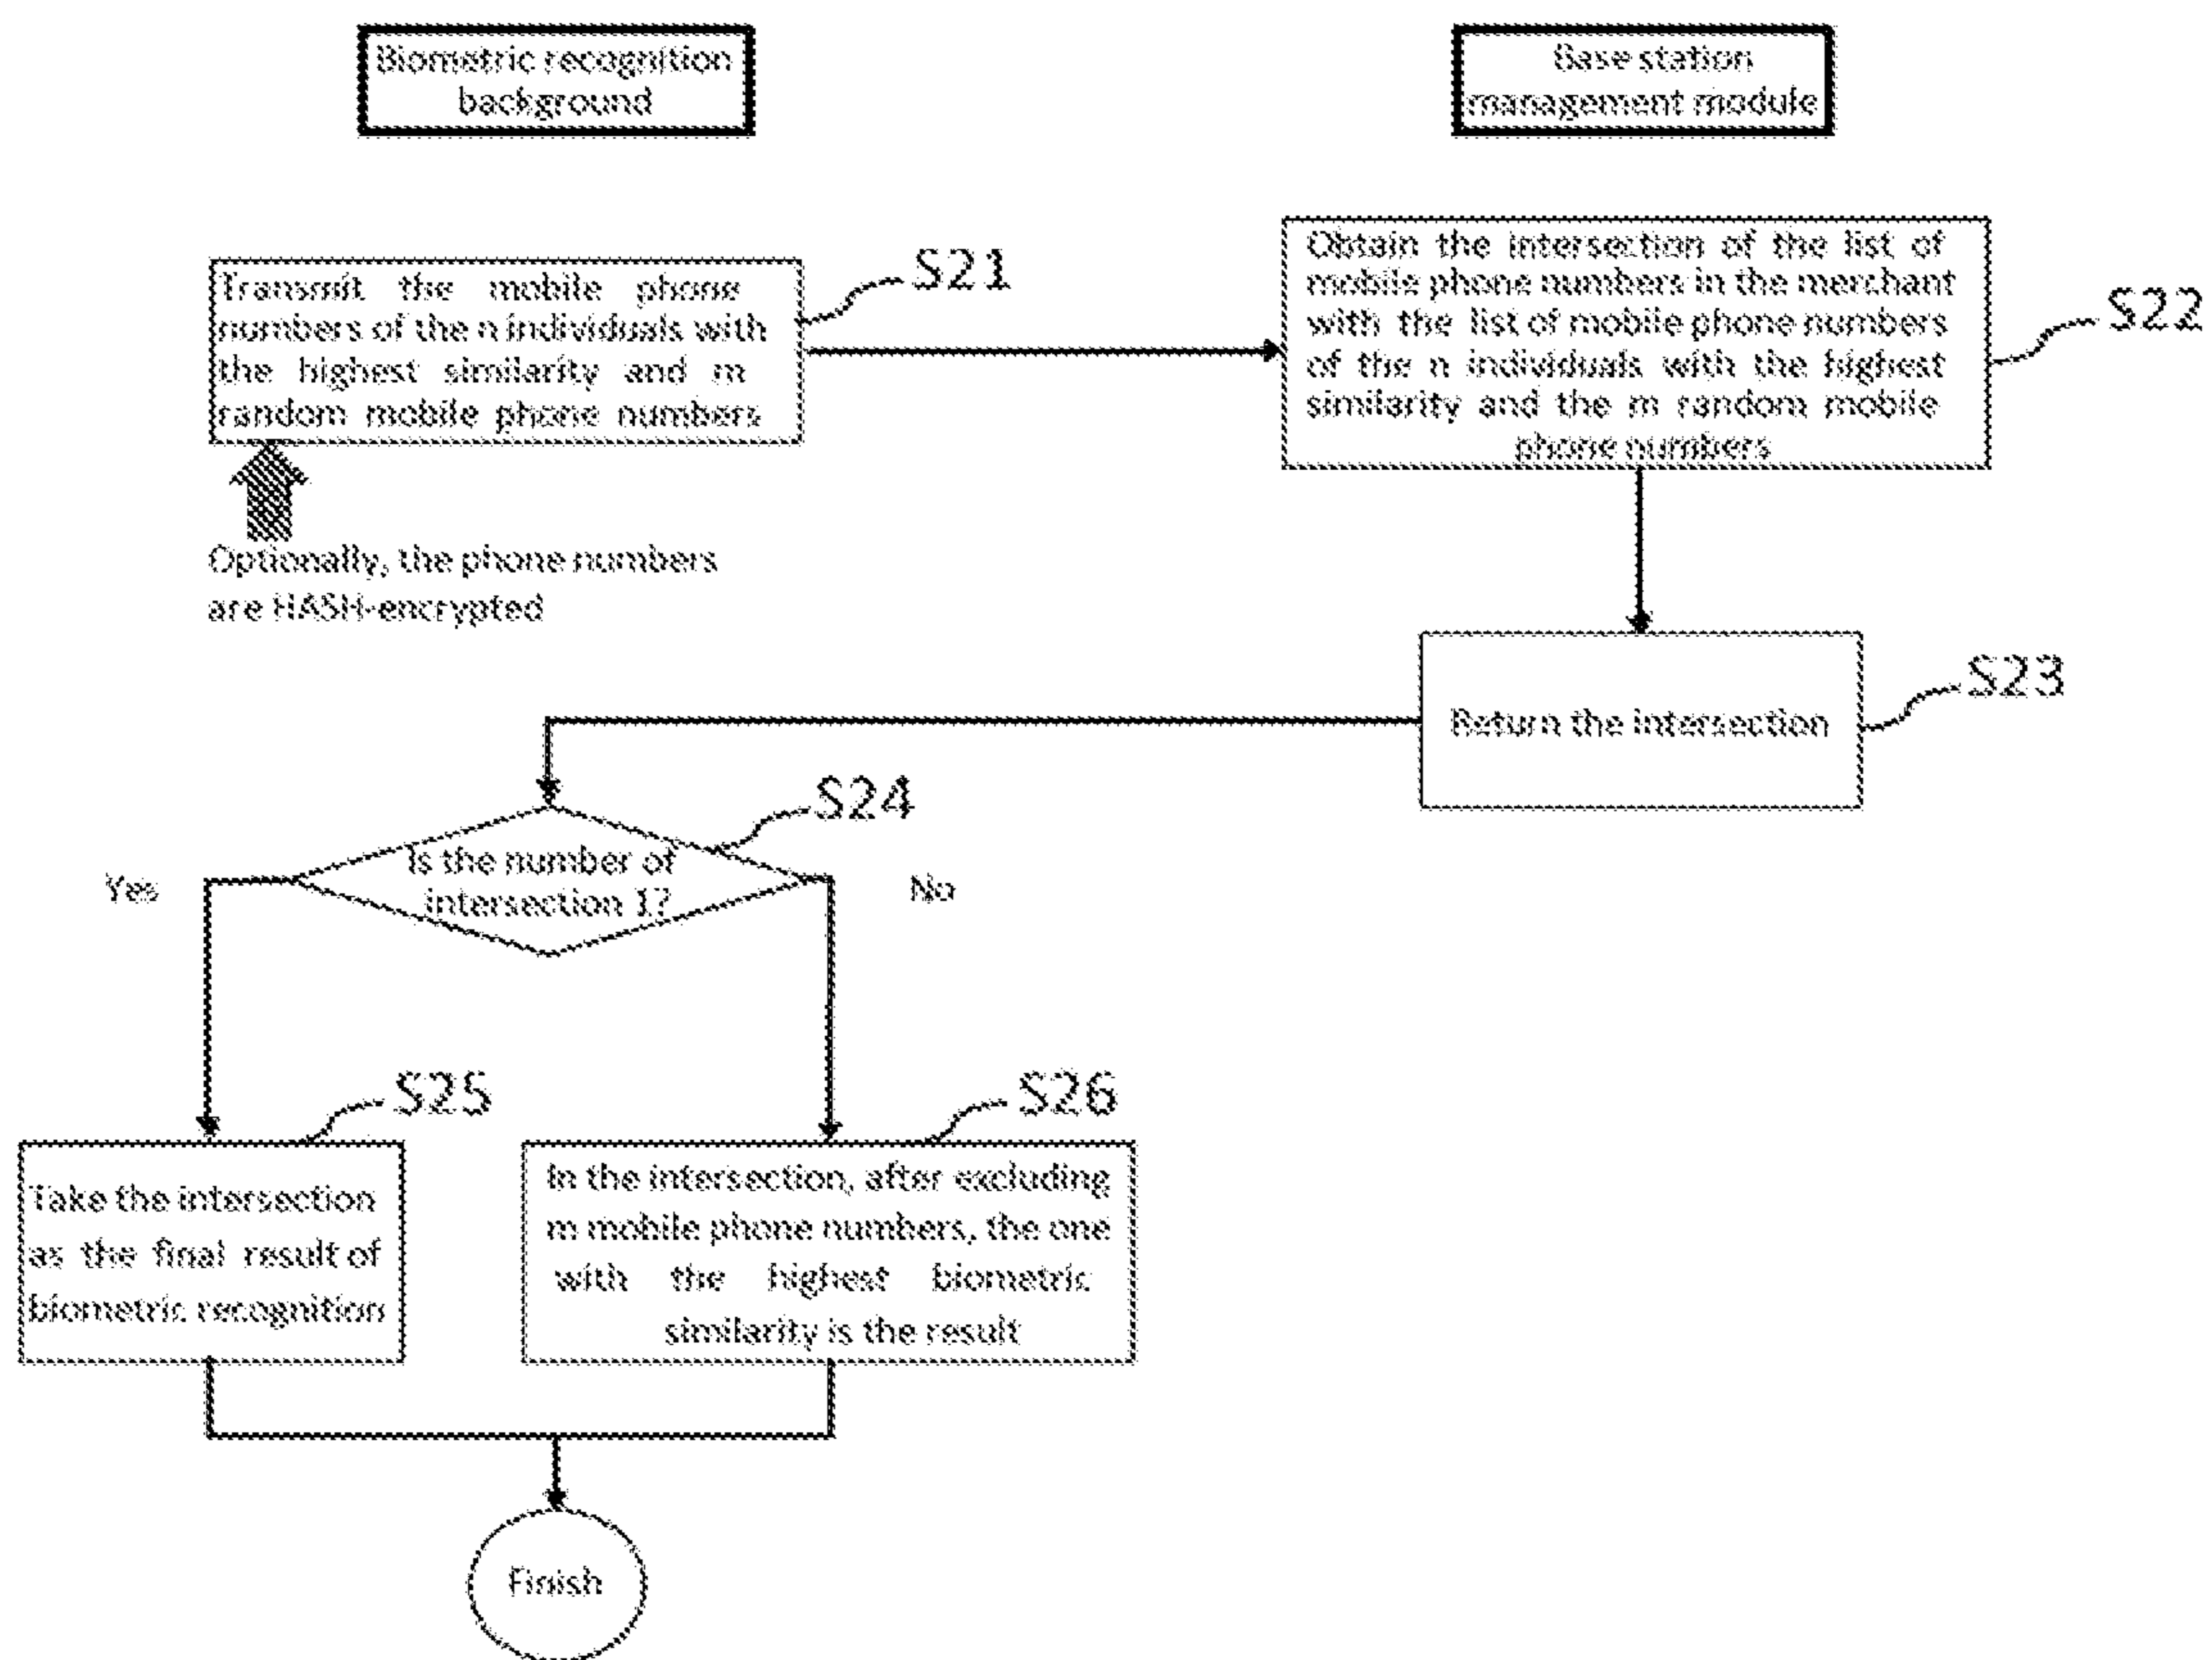 Biometric recognition
background
Base station
management module
Transmit the mobile phone
numbers of the n individuals with
the highest similarity and m
random mobile phone numbers
S21
Obtain the intersection of the list of
mobile phone numbers in the merchant
with the list of mobile phone numbers
of the n individuals with the highest
similarity and the m random mobile
phone numbers
S22
Optionally, the phone numbers
are HASH-encrypted
Return the intersection
S23
S24
Is the number of
intersection 1?
Yes
No
S25
Take the intersection
as the final result of
biometric recognition
S26
In the intersection, after excluding
m mobile phone numbers, the one
with the highest biometric
similarity is the result
Finish